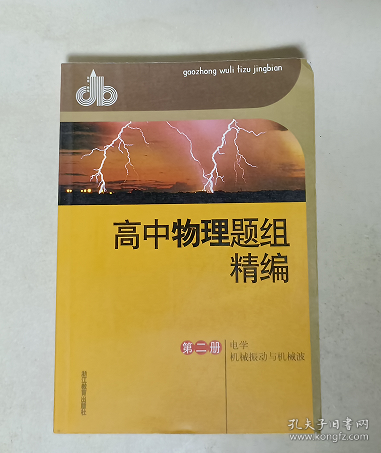 gaozhong wuli tizu jingbian
高中物理题组
精编
第二册
电学
机械振动与机械波
浙江教育出版社
孔夫子旧书网
www.kongfz.com